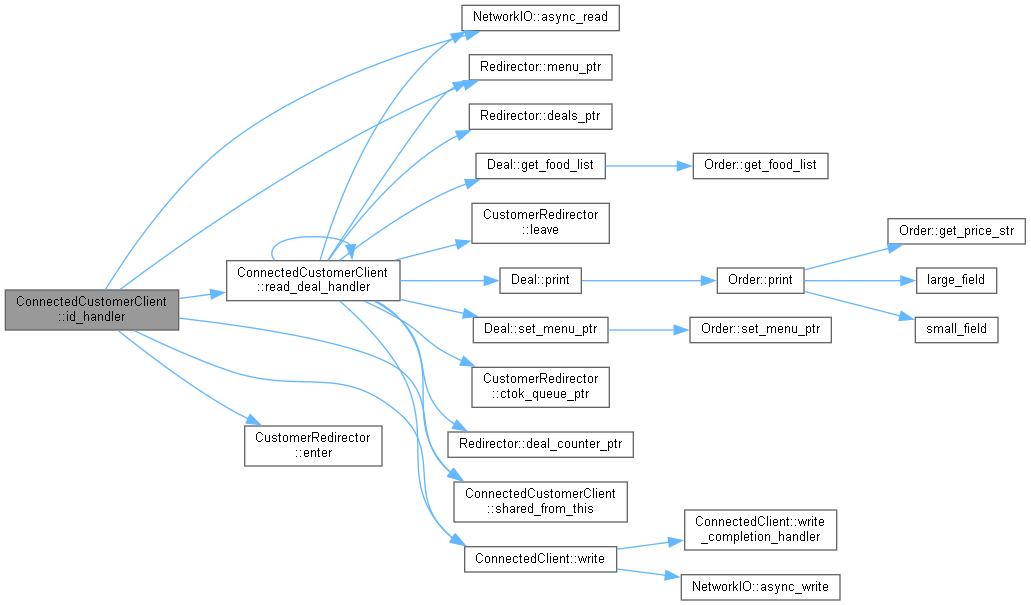 NetworkIO::async_read
Redirector::menu_ptr
Redirector::deals_ptr
Deal::get_food_list
Order::get_food_list
CustomerRedirector
::leave
Order::get_price_str
ConnectedCustomerClient
::read_deal_handler
Deal::print
Order::print
large_field
ConnectedCustomerClient
::id_handler
Deal::set_menu_ptr
Order::set_menu_ptr
small_field
CustomerRedirector
::ctok_queue_ptr
CustomerRedirector
::enter
Redirector::deal_counter_ptr
ConnectedCustomerClient
::shared_from_this
ConnectedClient::write
ConnectedClient::write
_completion_handler
NetworkIO::async_write